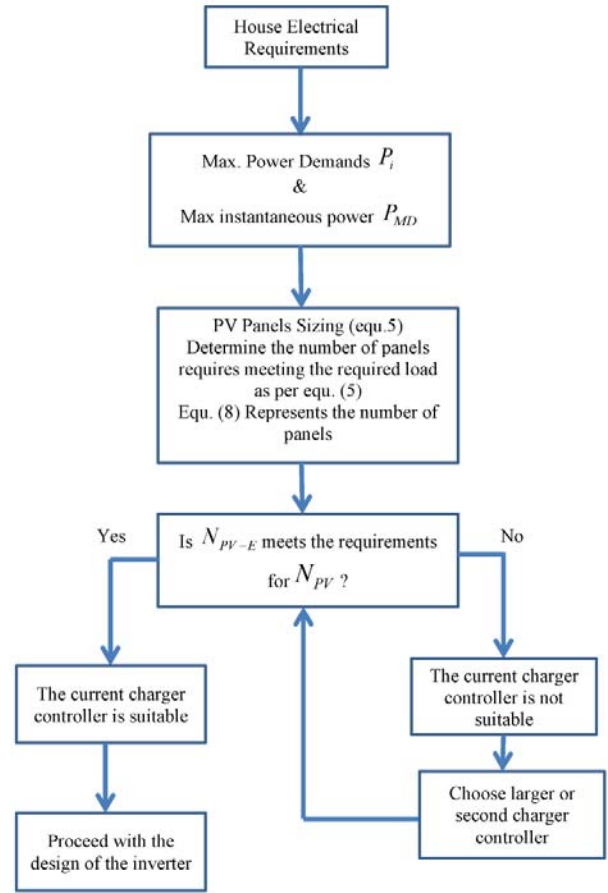 House Electrical
Requirements
Max. Power Demands P_i
&
Max instantaneous power P_MD
PV Panels Sizing (equ.5)
Determine the number of panels
requires meeting the required load
as per equ. (5)
Equ. (8) Represents the number of
panels
Is N_PV-E meets the requirements
for N_PV ?
Yes
No
The current charger
controller is suitable
The current charger
controller is not
suitable
Proceed with the
design of the inverter
Choose larger or
second charger
controller